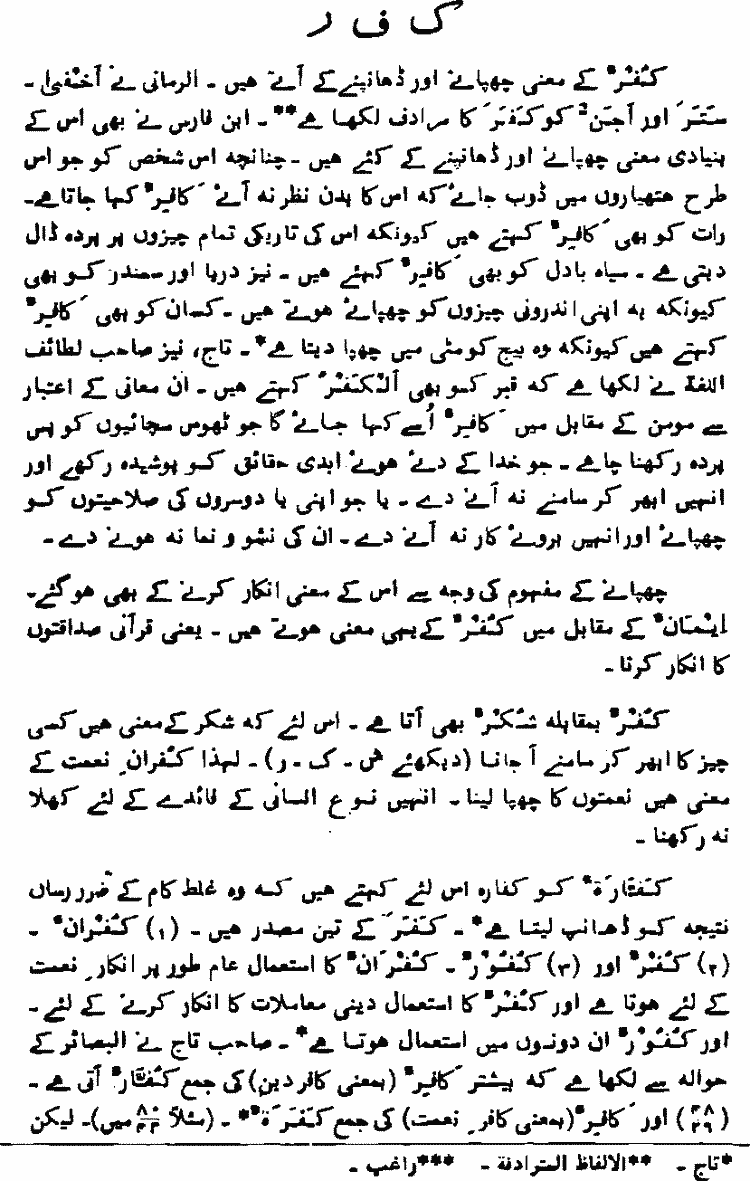 ک ف ر
کُفْرٌ کے معنی چھپانے اور ڈھانپنے کے آتے ہیں ۔ الرمانی نے اَخْفیٰ ۔
سَتَرَ اور اَجَنَّ کو کَفَرَ کا مرادف لکھا ہے** ۔ ابن فارس نے بھی اس کے
بنیادی معنی چھپانے اور ڈھانپنے کے کئے ہیں ۔ چنانچہ اس شخص کو جو اس
طرح ہتھیاروں میں ڈوب جائے کہ اس کا بدن نظر نہ آئے کَافِرٌ کہا جاتا ہے۔
رات کو بھی کَافِرٌ کہتے ہیں کیونکہ اس کی تاریکی تمام چیزوں پر پردہ ڈال
دیتی ہے ۔ سیاہ بادل کو بھی کَافِرٌ کہتے ہیں ۔ نیز دریا اور سمندر کو بھی
کیونکہ یہ اپنی اندرونی چیزوں کو چھپائے ہوتے ہیں ۔ کسان کو بھی کَافِرٌ
کہتے ہیں کیونکہ وہ بیج کو مٹی میں چھپا دیتا ہے* ۔ تاج، نیز صاحب لطائف
اللغة نے لکھا ہے کہ قبر کو بھی اَلْکَفْرُ کہتے ہیں ۔ ان معانی کے اعتبار
سے مومن کے مقابل میں کَافِرٌ اُسے کہا جائے گا جو ٹھوس سچائیوں کو پس
پردہ رکھنا چاہے ۔ جو خدا کے دئے ہوئے ابدی حقائق کو پوشیدہ رکھے اور
انہیں ابھر کر سامنے نہ آنے دے ۔ یا جو اپنی یا دوسروں کی صلاحیتوں کو
چھپائے اور انہیں بروئے کار نہ آنے دے ۔ ان کی نشو و نما نہ ہونے دے ۔
چھپانے کے مفہوم کی وجہ سے اس کے معنی انکار کرنے کے بھی ہو گئے۔
اِیْمَانٌ کے مقابل میں کُفْرٌ کے یہی معنی ہوتے ہیں ۔ یعنی قرآنی صداقتوں
کا انکار کرنا ۔
کُفْرٌ بمقابلہ شُکْرٌ بھی آتا ہے ۔ اس لئے کہ شکر کے معنی ہیں کسی
چیز کا ابھر کر سامنے آ جانا (دیکھئے ش ۔ ک ۔ ر) ۔ لہذا کُفران ِ نعمت کے
معنی ہیں نعمتوں کا چھپا لینا ۔ انہیں نوع انسانی کے فائدے کے لئے کھلا
نہ رکھنا ۔
کَفَّارَۃٌ کو کفارہ اس لئے کہتے ہیں کہ وہ غلط کام کے ضرر رساں
نتیجہ کو ڈھانپ لیتا ہے* ۔ کَفَرَ کے تین مصدر ہیں ۔ (۱) کُفْرَانٌ ۔
(۲) کُفْرٌ اور (۳) کُفُوْرٌ ۔ کُفْرَانٌ کا استعمال عام طور پر انکار ِ نعمت
کے لئے ہوتا ہے اور کُفْرٌ کا استعمال دینی معاملات کا انکار کرنے کے لئے ۔
اور کُفُوْرٌ ان دونوں میں استعمال ہوتا ہے* ۔ صاحب تاج نے البصائر کے
حوالہ سے لکھا ہے کہ بیشتر کَافِرٌ (بمعنی کافر دین) کی جمع کُفَّارٌ آتی ہے ۔
(۴۸/۲۹) اور کَافِرٌ (بمعنی کافر ِ نعمت) کی جمع کَفَرَۃٌ** ۔ (مثلاً میں)۔ لیکن
*تاج ۔ **الالفاظ المترادفة ۔ ***راغب ۔